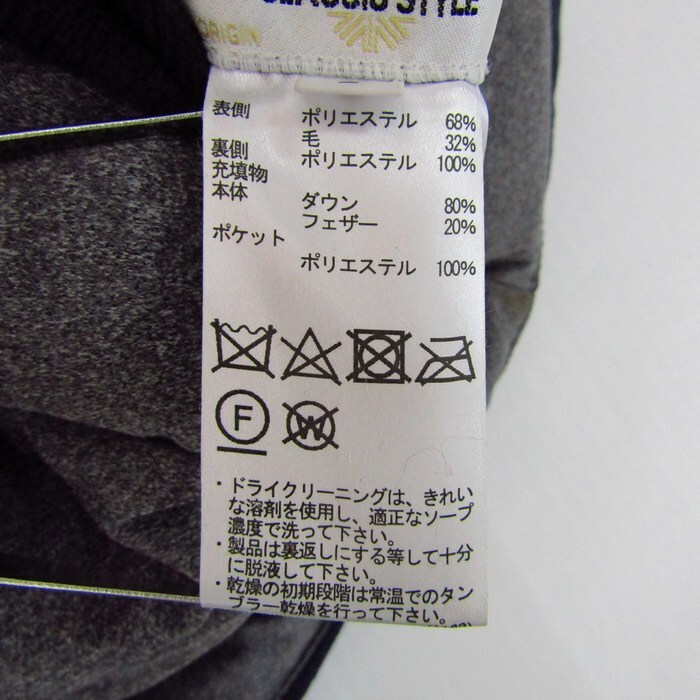 CLASSIC STYLE
ORIGIN
表側 ポリエステル 68%
毛 32%
裏側 ポリエステル 100%
充填物
本体 ダウン 80%
フェザー 20%
ポケット
ポリエステル 100%
F W
・ドライクリーニングは、きれい
な溶剤を使用し、適正なソープ
濃度で洗って下さい。
・製品は裏返しにする等して十分
に脱液して下さい。
・乾燥の初期段階は常温でのタン
ブラー乾燥を行って下さい。